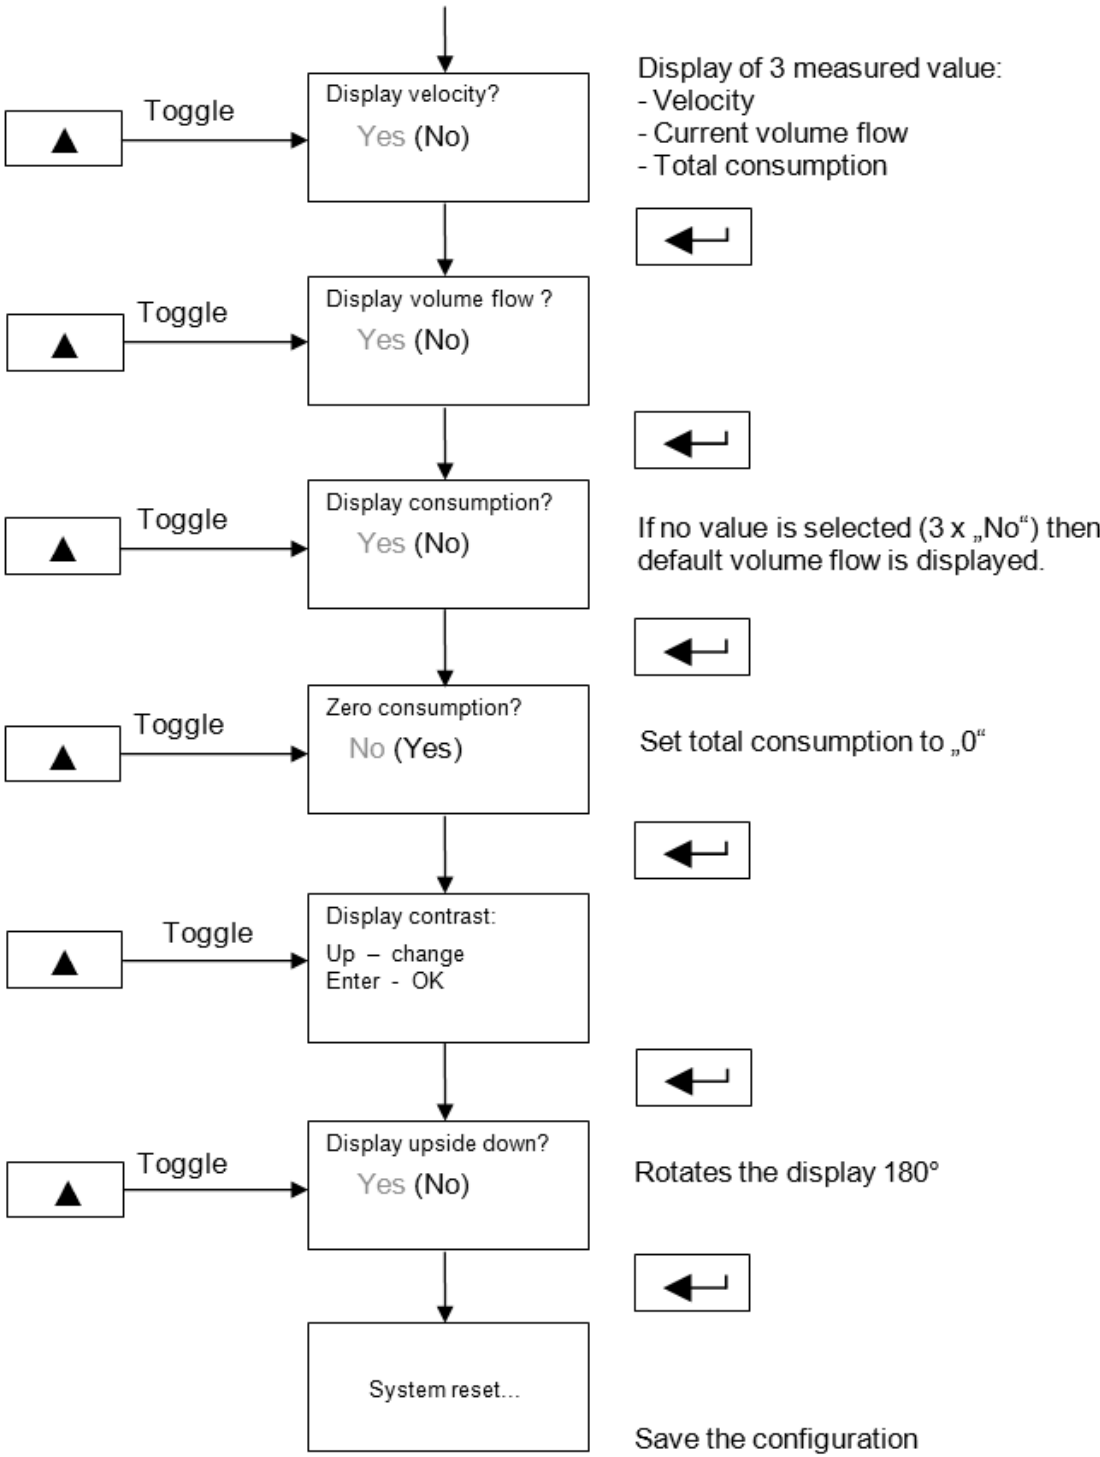 Display of 3 measured value:
- Velocity
- Current volume flow
- Total consumption
Toggle
Display velocity?
Yes (No)
Toggle
Display volume flow ?
Yes (No)
Toggle
Display consumption?
Yes (No)
If no value is selected (3 x „No“) then
default volume flow is displayed.
Toggle
Zero consumption?
No (Yes)
Set total consumption to „0“
Toggle
Display contrast:
Up – change
Enter - OK
Toggle
Display upside down?
Yes (No)
Rotates the display 180°
System reset...
Save the configuration